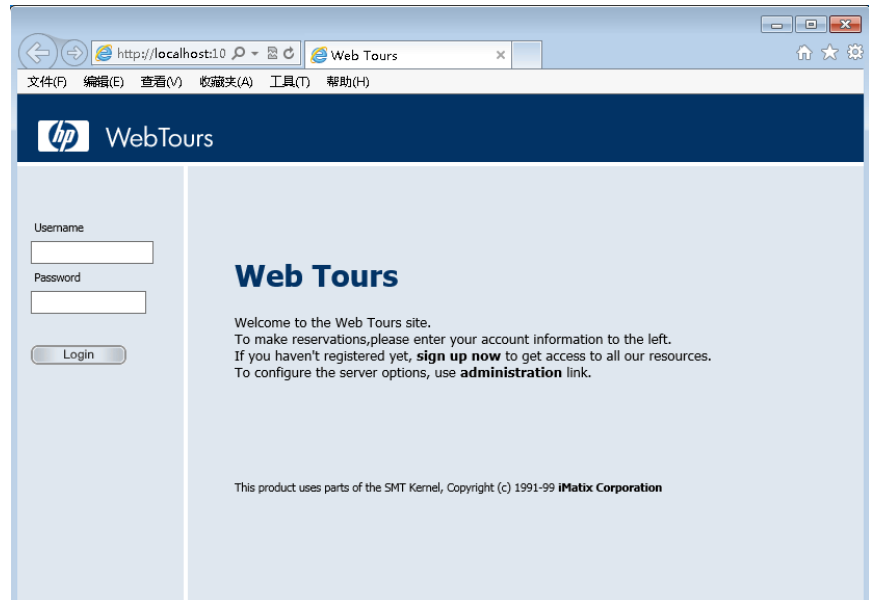 http://localhost:10
Web Tours
文件(F) 编辑(E) 查看(V) 收藏夹(A) 工具(T) 帮助(H)
hp WebTours
Username
Password
Login
Web Tours
Welcome to the Web Tours site.
To make reservations,please enter your account information to the left.
If you haven't registered yet, sign up now to get access to all our resources.
To configure the server options, use administration link.
This product uses parts of the SMT Kernel, Copyright (c) 1991-99 iMatix Corporation